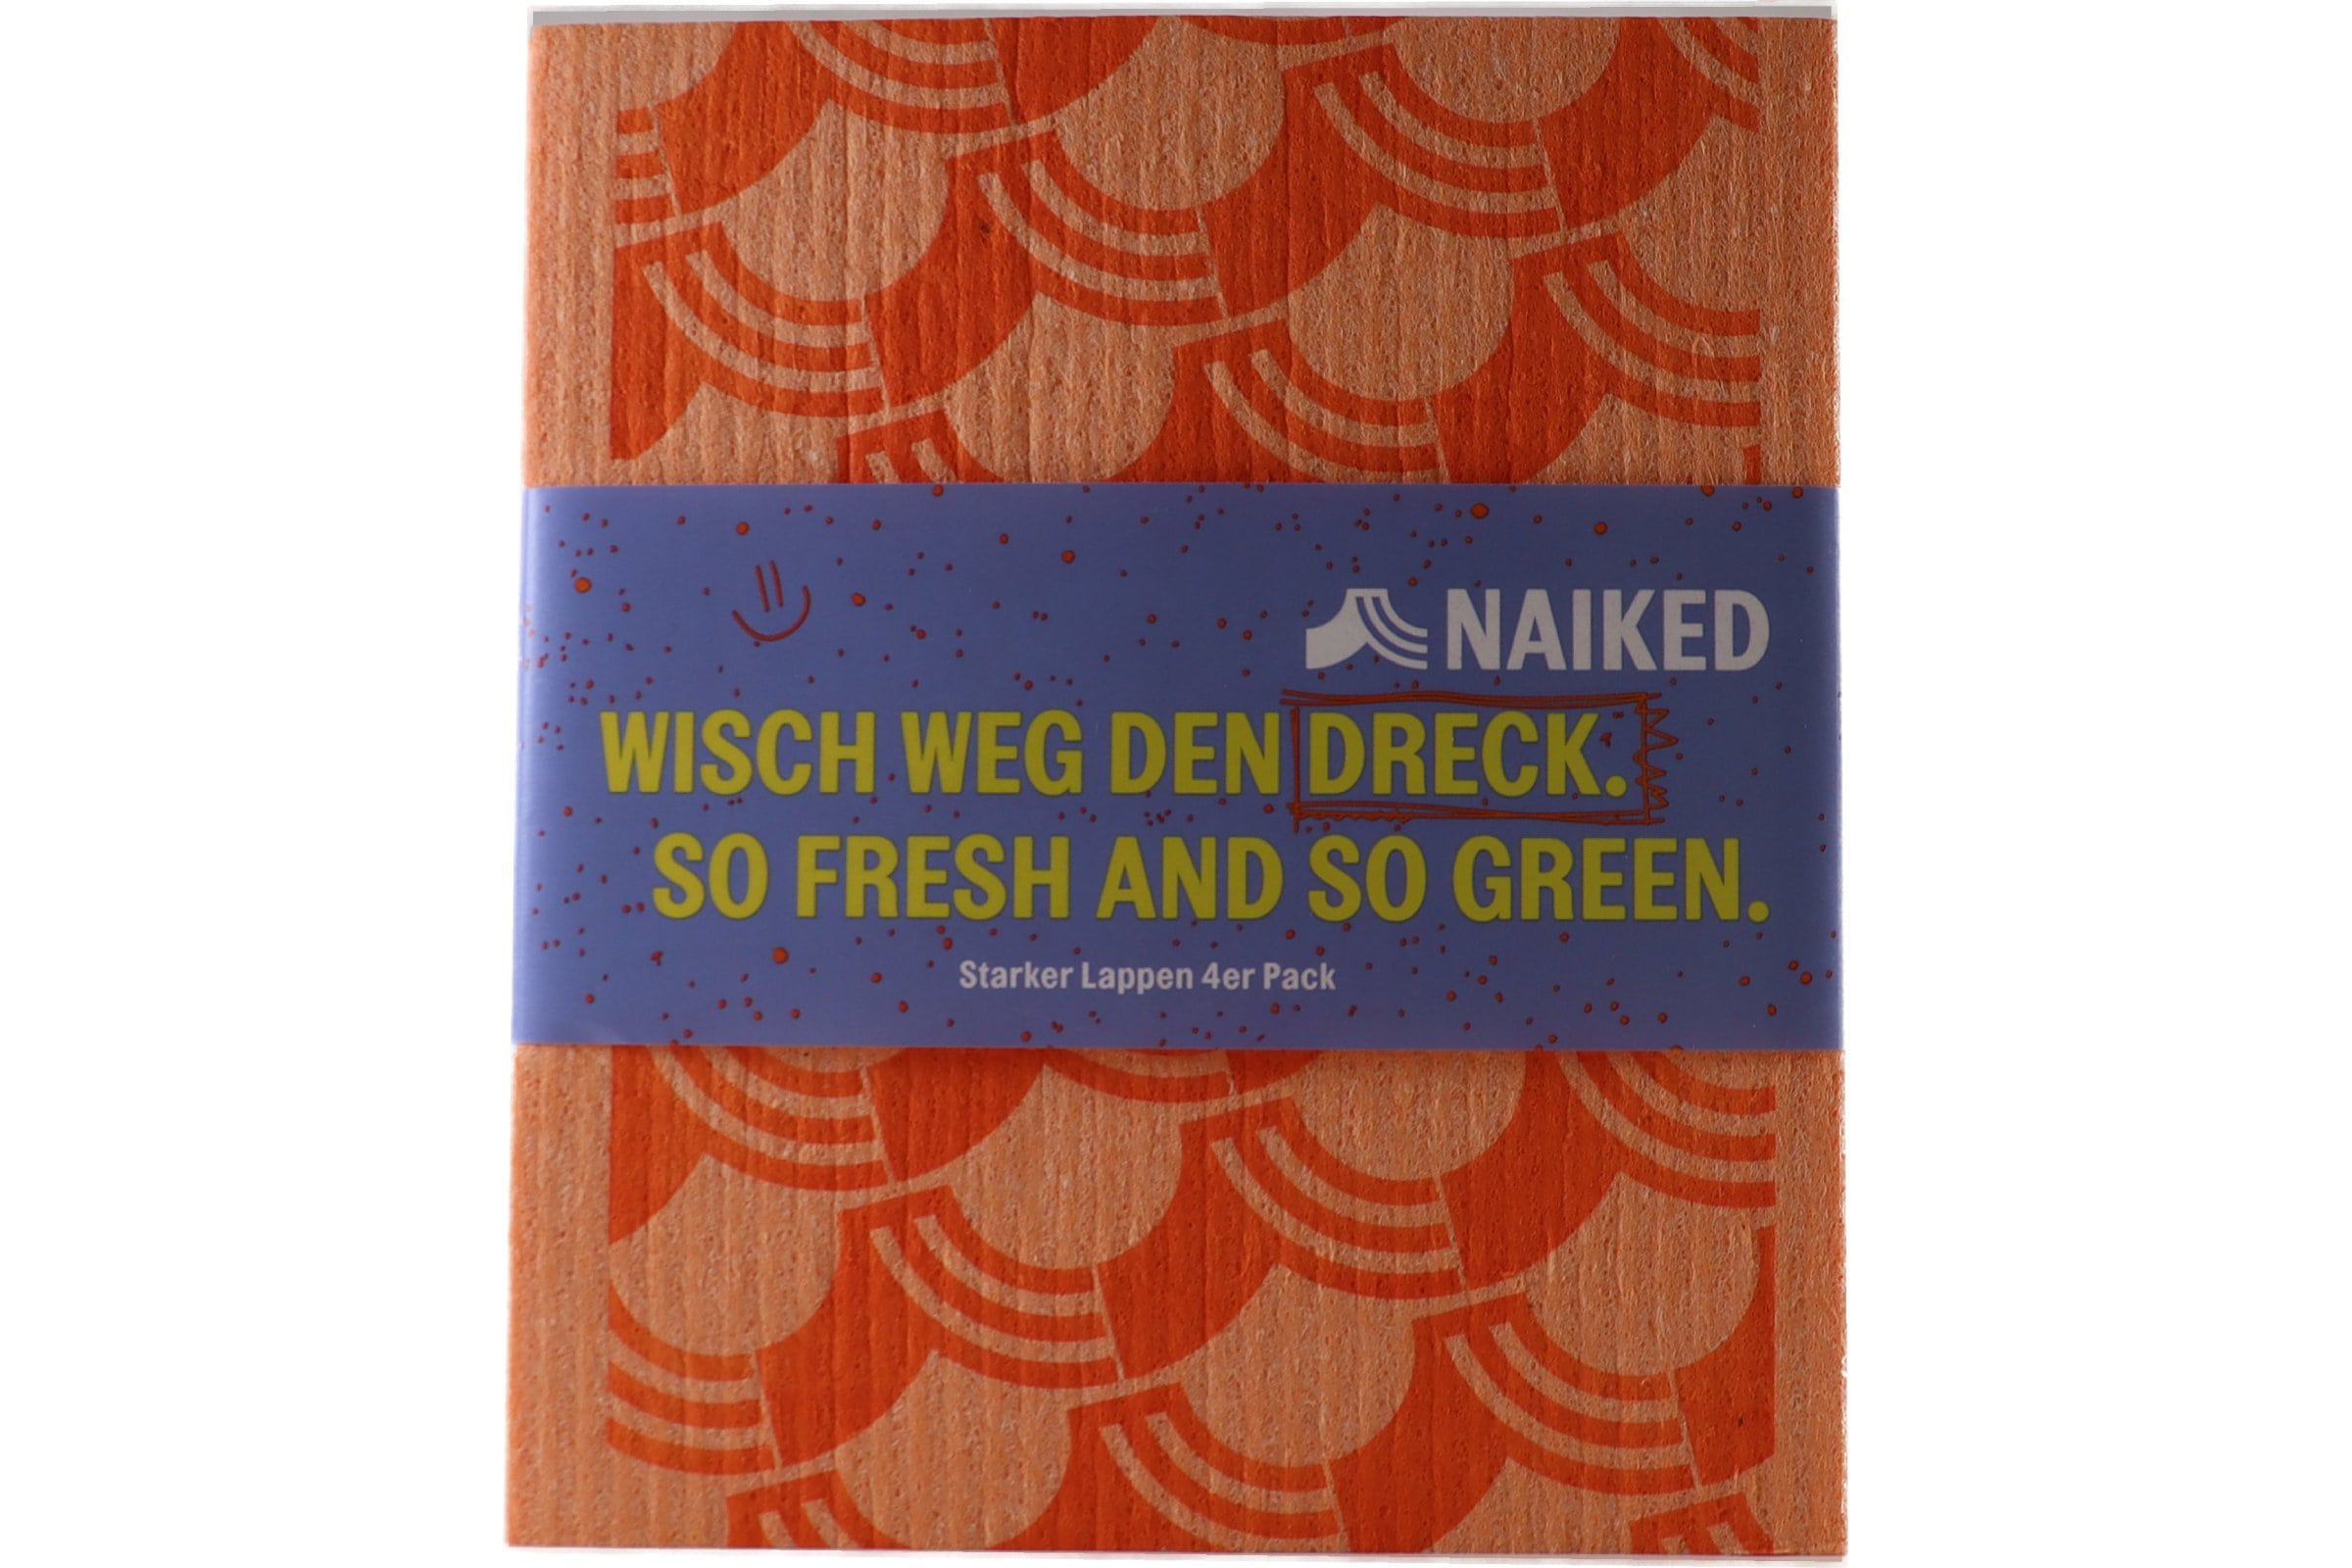 NAIKED
WISCH WEG DEN DRECK.
SO FRESH AND SO GREEN.
Starker Lappen 4er Pack